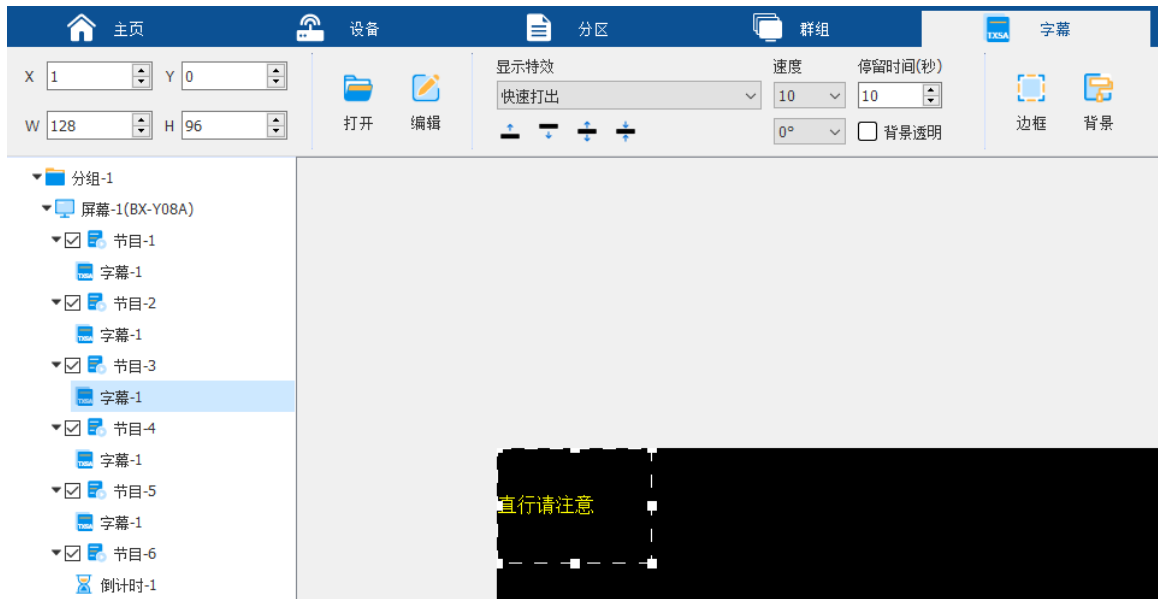 主页
设备
分区
群组
TXSA 字幕
X 1 Y 0
W 128 H 96
打开
编辑
显示特效
快速打出
速度
10
0°
停留时间(秒)
10
背景透明
边框
背景
分组-1
屏幕-1(BX-Y08A)
节目-1
字幕-1
节目-2
字幕-1
节目-3
字幕-1
节目-4
字幕-1
节目-5
字幕-1
节目-6
倒计时-1
直行请注意